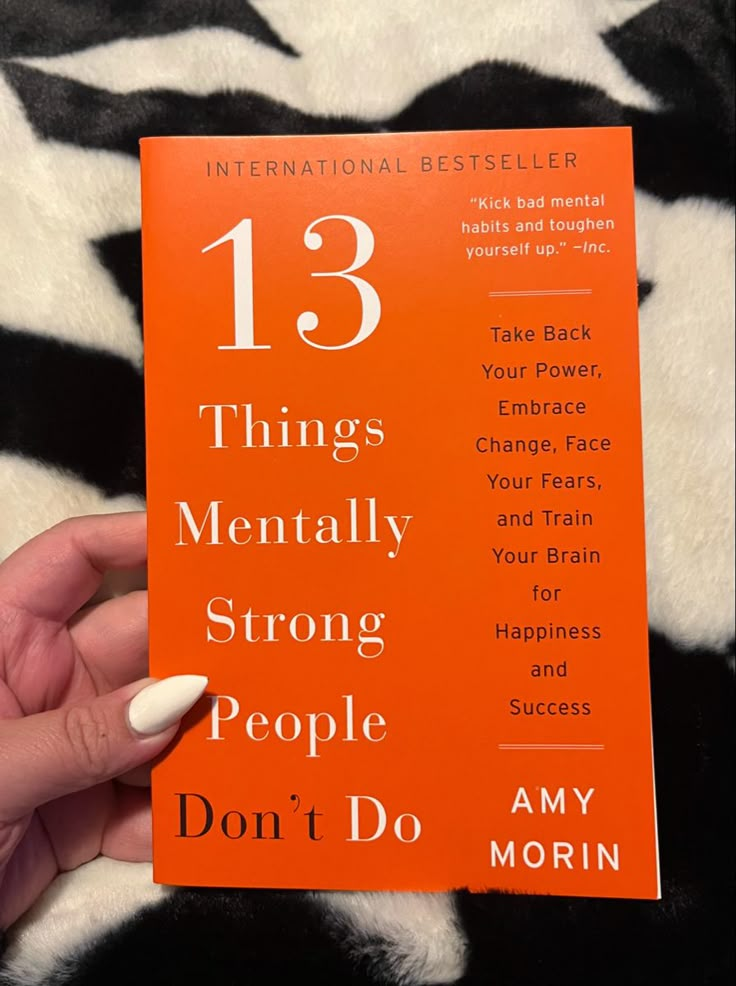 INTERNATIONAL BESTSELLER
13
Things
Mentally
Strong
People
Don't Do
"Kick bad mental
habits and toughen
yourself up." —Inc.
Take Back
Your Power,
Embrace
Change, Face
Your Fears,
and Train
Your Brain
for
Happiness
and
Success
AMY
MORIN